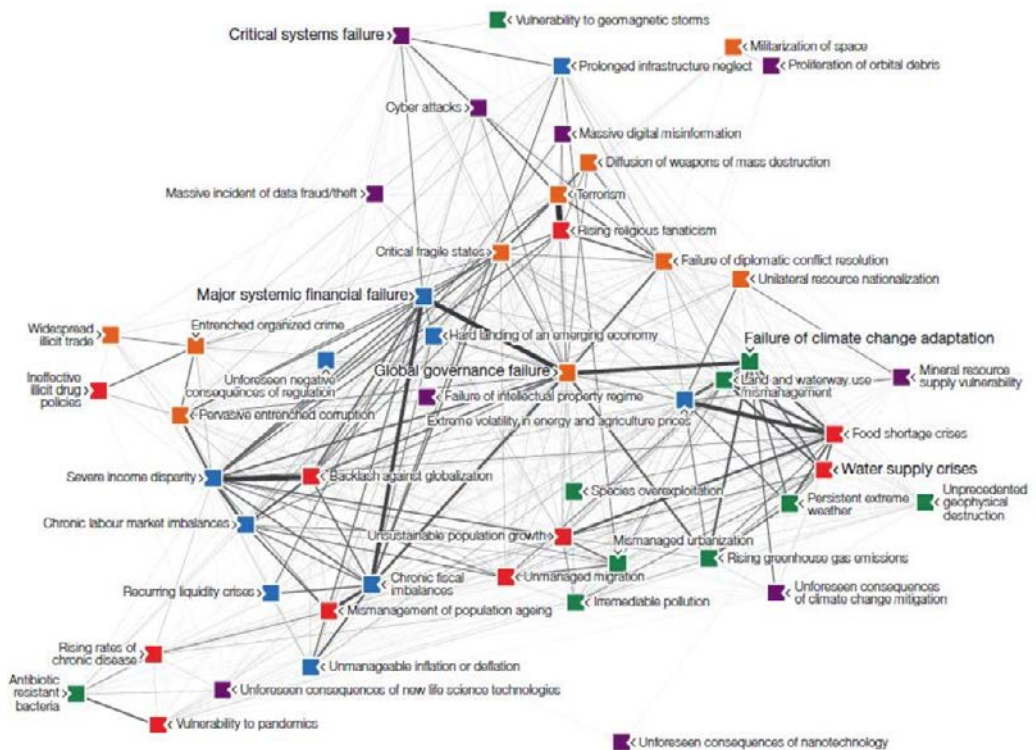 Vulnerability to geomagnetic storms
Critical systems failure
Militarization of space
Prolonged infrastructure neglect
Proliferation of orbital debris
Cyber attacks
Massive digital misinformation
Diffusion of weapons of mass destruction
Massive incident of data fraud/theft
Terrorism
Rising religious fanaticism
Critical fragile states
Failure of diplomatic conflict resolution
Unilateral resource nationalization
Major systemic financial failure
Widespread
illicit trade
Entrenched organized crime
Hard landing of an emerging economy
Failure of climate change adaptation
Unforeseen negative
consequences of regulation
Global governance failure
Land and waterway use
mismanagement
Mineral resource
supply vulnerability
Ineffective
illicit drug
policies
Failure of intellectual property regime
Pervasive entrenched corruption
Extreme volatility in energy and agriculture prices
Food shortage crises
Severe income disparity
Backlash against globalization
Water supply crises
Species overexploitation
Persistent extreme
weather
Unprecedented
geophysical
destruction
Chronic labour market imbalances
Unsustainable population growth
Mismanaged urbanization
Rising greenhouse gas emissions
Recurring liquidity crises
Chronic fiscal
imbalances
Unmanaged migration
Irremediable pollution
Unforeseen consequences
of climate change mitigation
Mismanagement of population ageing
Rising rates of
chronic disease
Unmanageable inflation or deflation
Antibiotic
resistant
bacteria
Unforeseen consequences of new life science technologies
Vulnerability to pandemics
Unforeseen consequences of nanotechnology